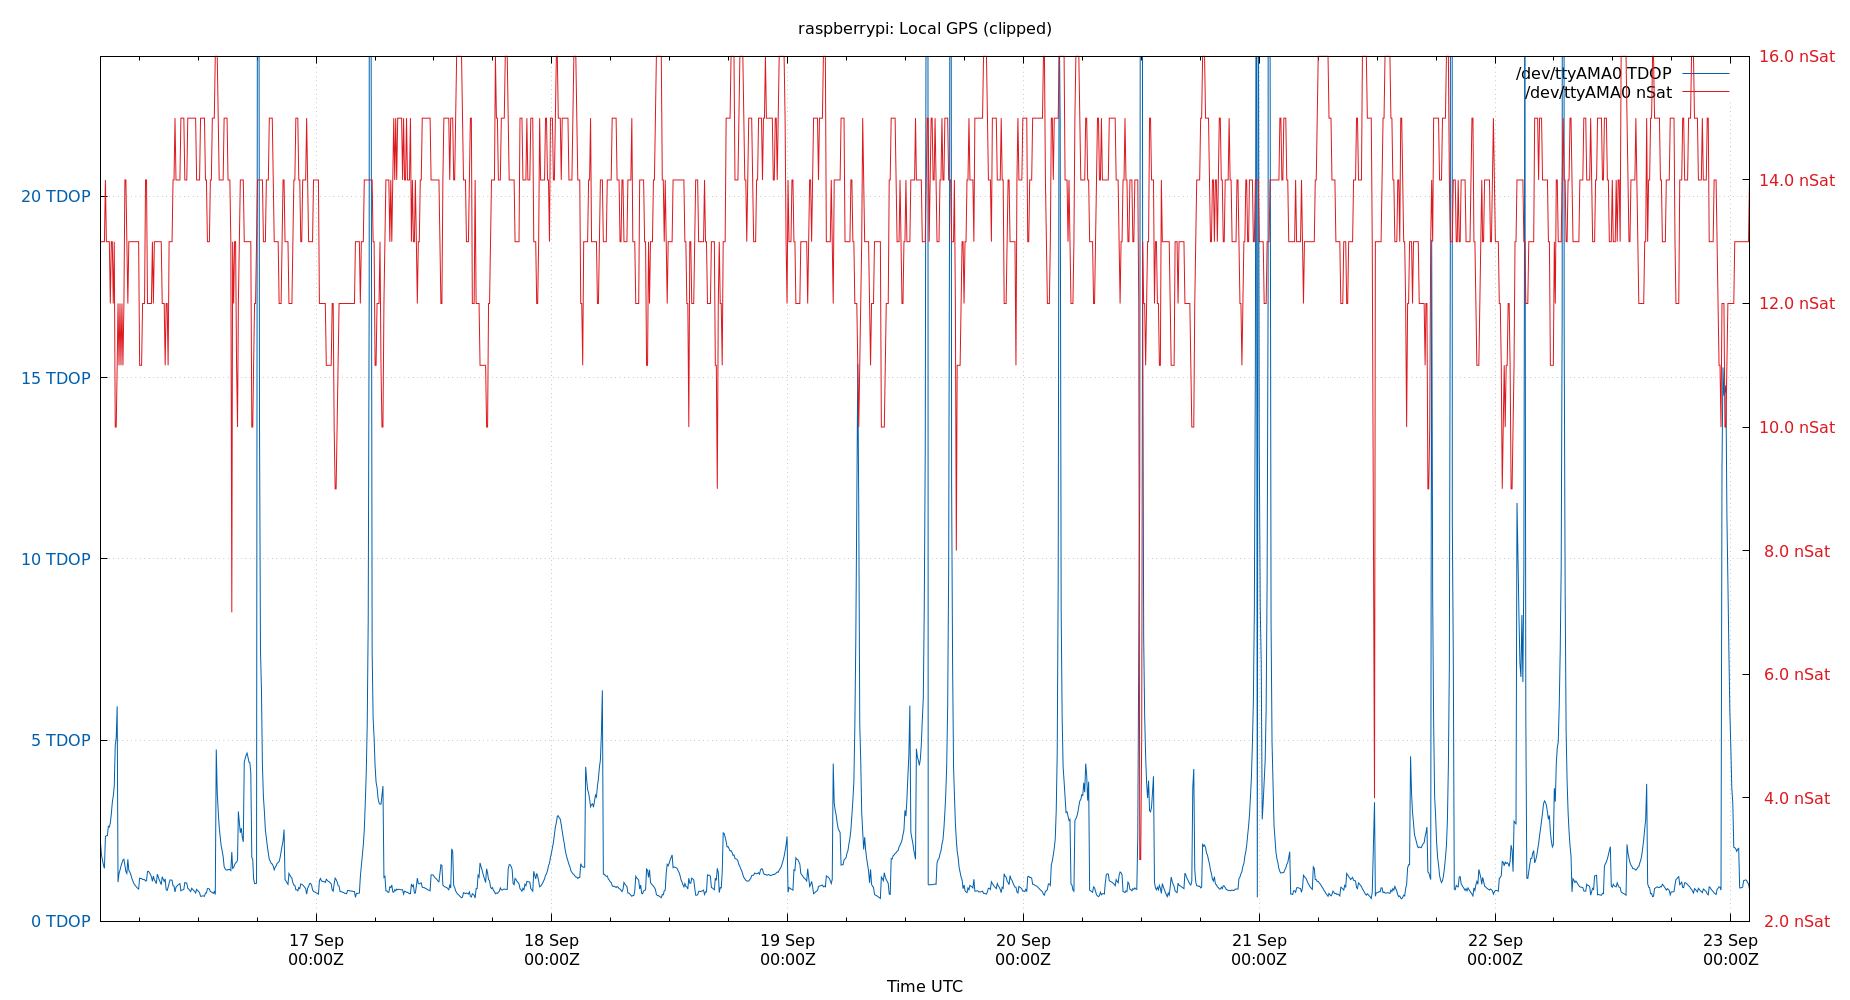 raspberrypi: Local GPS (clipped)
16.0 nSat
/dev/ttyAMA0 TDOP
/dev/ttyAMA0 nSat
20 TDOP
14.0 nSat
12.0 nSat
15 TDOP
10.0 nSat
10 TDOP
8.0 nSat
6.0 nSat
5 TDOP
4.0 nSat
0 TDOP
2.0 nSat
17 Sep
00:00Z
18 Sep
00:00Z
19 Sep
00:00Z
20 Sep
00:00Z
21 Sep
00:00Z
22 Sep
00:00Z
23 Sep
00:00Z
Time UTC